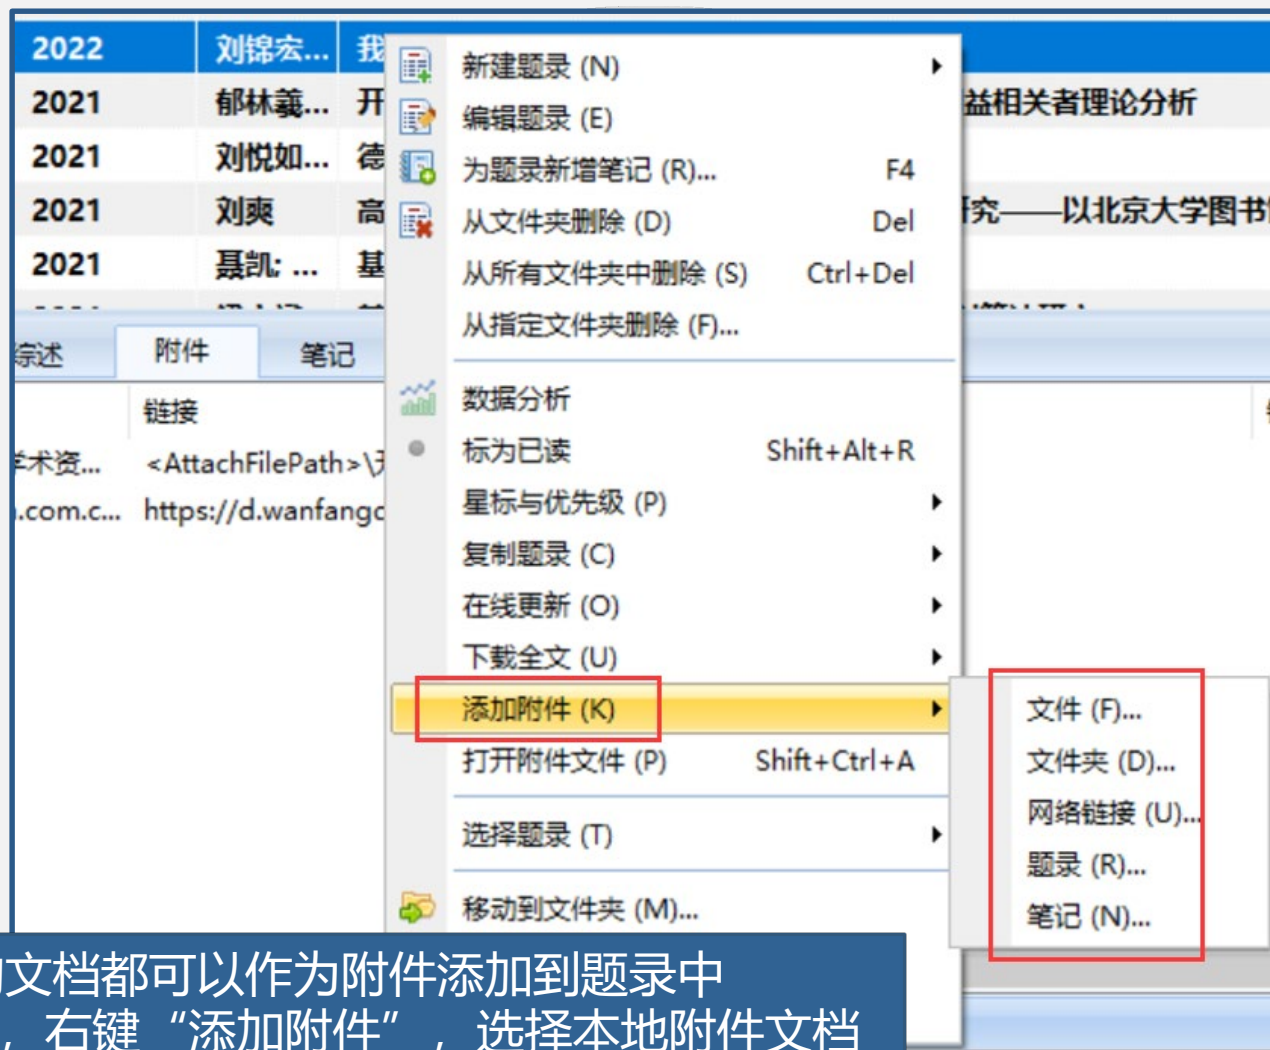 2022 刘锦宏... 我
2021 郁林羲... 开 益相关者理论分析
2021 刘悦如... 德
2021 刘爽 高 究——以北京大学图书
2021 聂凯; ... 基
新建题录 (N)
编辑题录 (E)
为题录新增笔记 (R)... F4
从文件夹删除 (D) Del
从所有文件夹中删除 (S) Ctrl+Del
从指定文件夹删除 (F)...
数据分析
标为已读 Shift+Alt+R
星标与优先级 (P)
复制题录 (C)
在线更新 (O)
下载全文 (U)
添加附件 (K)
打开附件文件 (P) Shift+Ctrl+A
选择题录 (T)
移动到文件夹 (M)...
综述 附件 笔记
链接
学术资... <AttachFilePath>\
.com.c... https://d.wanfang
文件 (F)...
文件夹 (D)...
网络链接 (U)...
题录 (R)...
笔记 (N)...
文档都可以作为附件添加到题录中
，右键“添加附件”，选择本地附件文档